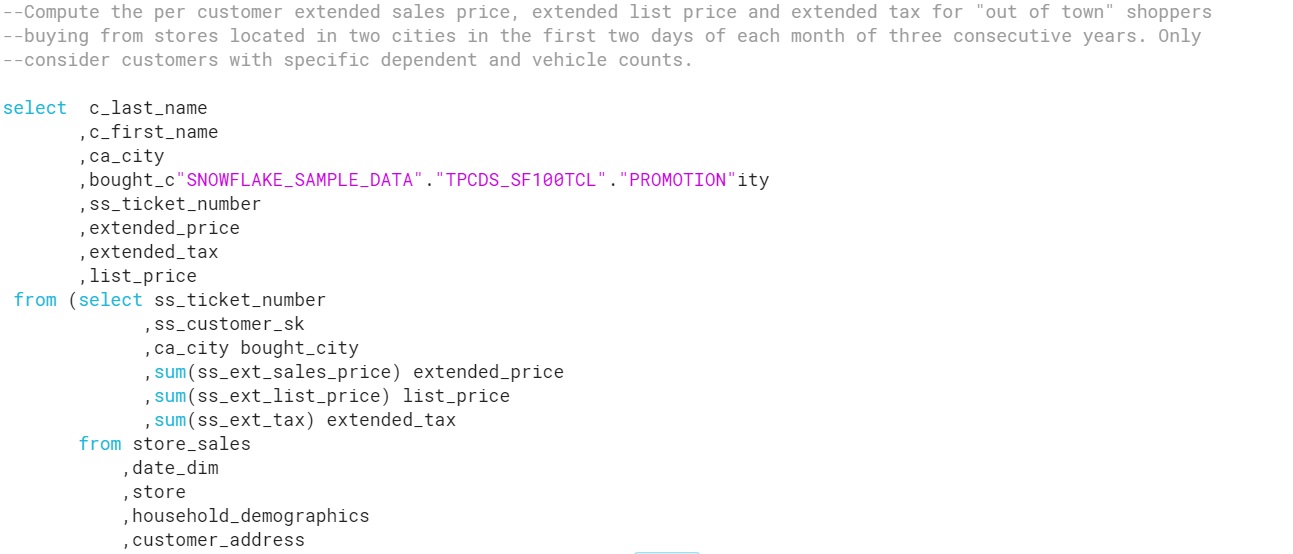 --Compute the per customer extended sales price, extended list price and extended tax for "out of town" shoppers
--buying from stores located in two cities in the first two days of each month of three consecutive years. Only
--consider customers with specific dependent and vehicle counts.
select  c_last_name
       ,c_first_name
       ,ca_city
       ,bought_c"SNOWFLAKE_SAMPLE_DATA"."TPCDS_SF100TCL"."PROMOTION"ity
       ,ss_ticket_number
       ,extended_price
       ,extended_tax
       ,list_price
 from (select ss_ticket_number
             ,ss_customer_sk
             ,ca_city bought_city
             ,sum(ss_ext_sales_price) extended_price
             ,sum(ss_ext_list_price) list_price
             ,sum(ss_ext_tax) extended_tax
       from store_sales
           ,date_dim
           ,store
           ,household_demographics
           ,customer_address